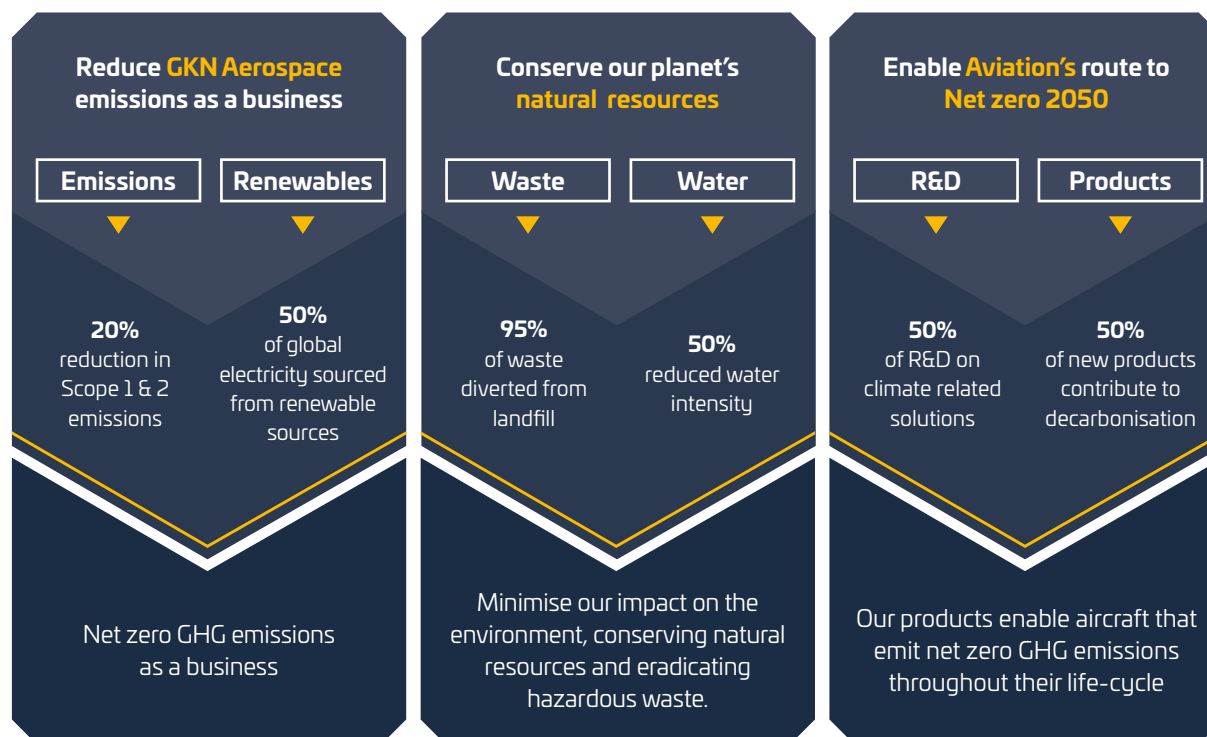 Reduce GKN Aerospace
emissions as a business
Emissions
Renewables
20%
reduction in
Scope 1 & 2
emissions
50%
of global
electricity sourced
from renewable
sources
Net zero GHG emissions
as a business
Conserve our planet's
natural resources
Waste
Water
95%
of waste
diverted from
landfill
50%
reduced water
intensity
Minimise our impact on the
environment, conserving natural
resources and eradicating
hazardous waste.
Enable Aviation's route to
Net zero 2050
R&D
Products
50%
of R&D on
climate related
solutions
50%
of new products
contribute to
decarbonisation
Our products enable aircraft that
emit net zero GHG emissions
throughout their life-cycle